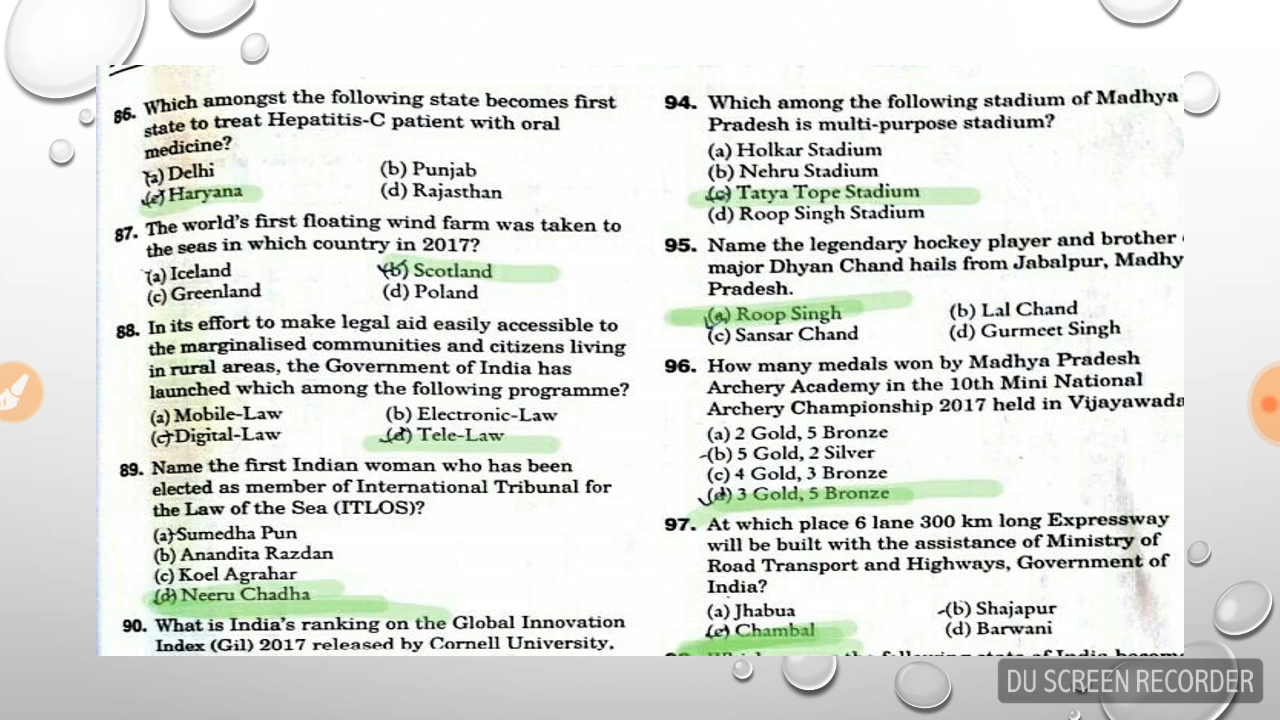 86. Which amongst the following state becomes first
state to treat Hepatitis-C patient with oral
medicine?
(a) Delhi (b) Punjab
(c) Haryana (d) Rajasthan
87. The world's first floating wind farm was taken to
the seas in which country in 2017?
(a) Iceland (b) Scotland
(c) Greenland (d) Poland
88. In its effort to make legal aid easily accessible to
the marginalised communities and citizens living
in rural areas, the Government of India has
launched which among the following programme?
(a) Mobile-Law (b) Electronic-Law
(c) Digital-Law (d) Tele-Law
89. Name the first Indian woman who has been
elected as member of International Tribunal for
the Law of the Sea (ITLOS)?
(a) Sumedha Pun
(b) Anandita Razdan
(c) Koel Agrahar
(d) Neeru Chadha
90. What is India's ranking on the Global Innovation
Index (Gil) 2017 released by Cornell University,
94. Which among the following stadium of Madhya
Pradesh is multi-purpose stadium?
(a) Holkar Stadium
(b) Nehru Stadium
(c) Tatya Tope Stadium
(d) Roop Singh Stadium
95. Name the legendary hockey player and brother
major Dhyan Chand hails from Jabalpur, Madhy
Pradesh.
(a) Roop Singh (b) Lal Chand
(c) Sansar Chand (d) Gurmeet Singh
96. How many medals won by Madhya Pradesh
Archery Academy in the 10th Mini National
Archery Championship 2017 held in Vijayawada
(a) 2 Gold, 5 Bronze
(b) 5 Gold, 2 Silver
(c) 4 Gold, 3 Bronze
(d) 3 Gold, 5 Bronze
97. At which place 6 lane 300 km long Expressway
will be built with the assistance of Ministry of
Road Transport and Highways, Government of
India?
(a) Jhabua (b) Shajapur
(c) Chambal (d) Barwani
the following state of India
DU SCREEN RECORDER